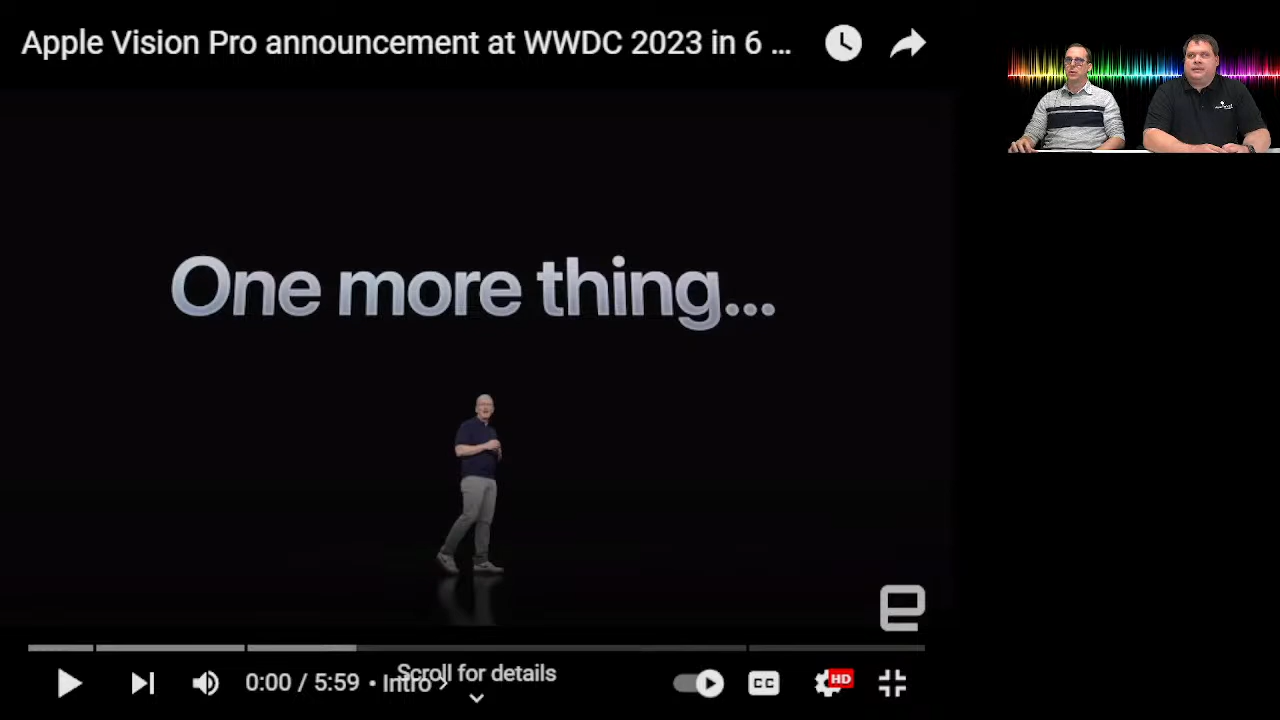 Apple Vision Pro announcement at WWDC 2023 in 6 ...
One more thing...
Scroll for details
0:00 / 5:59 • Intro ›
CC
HD